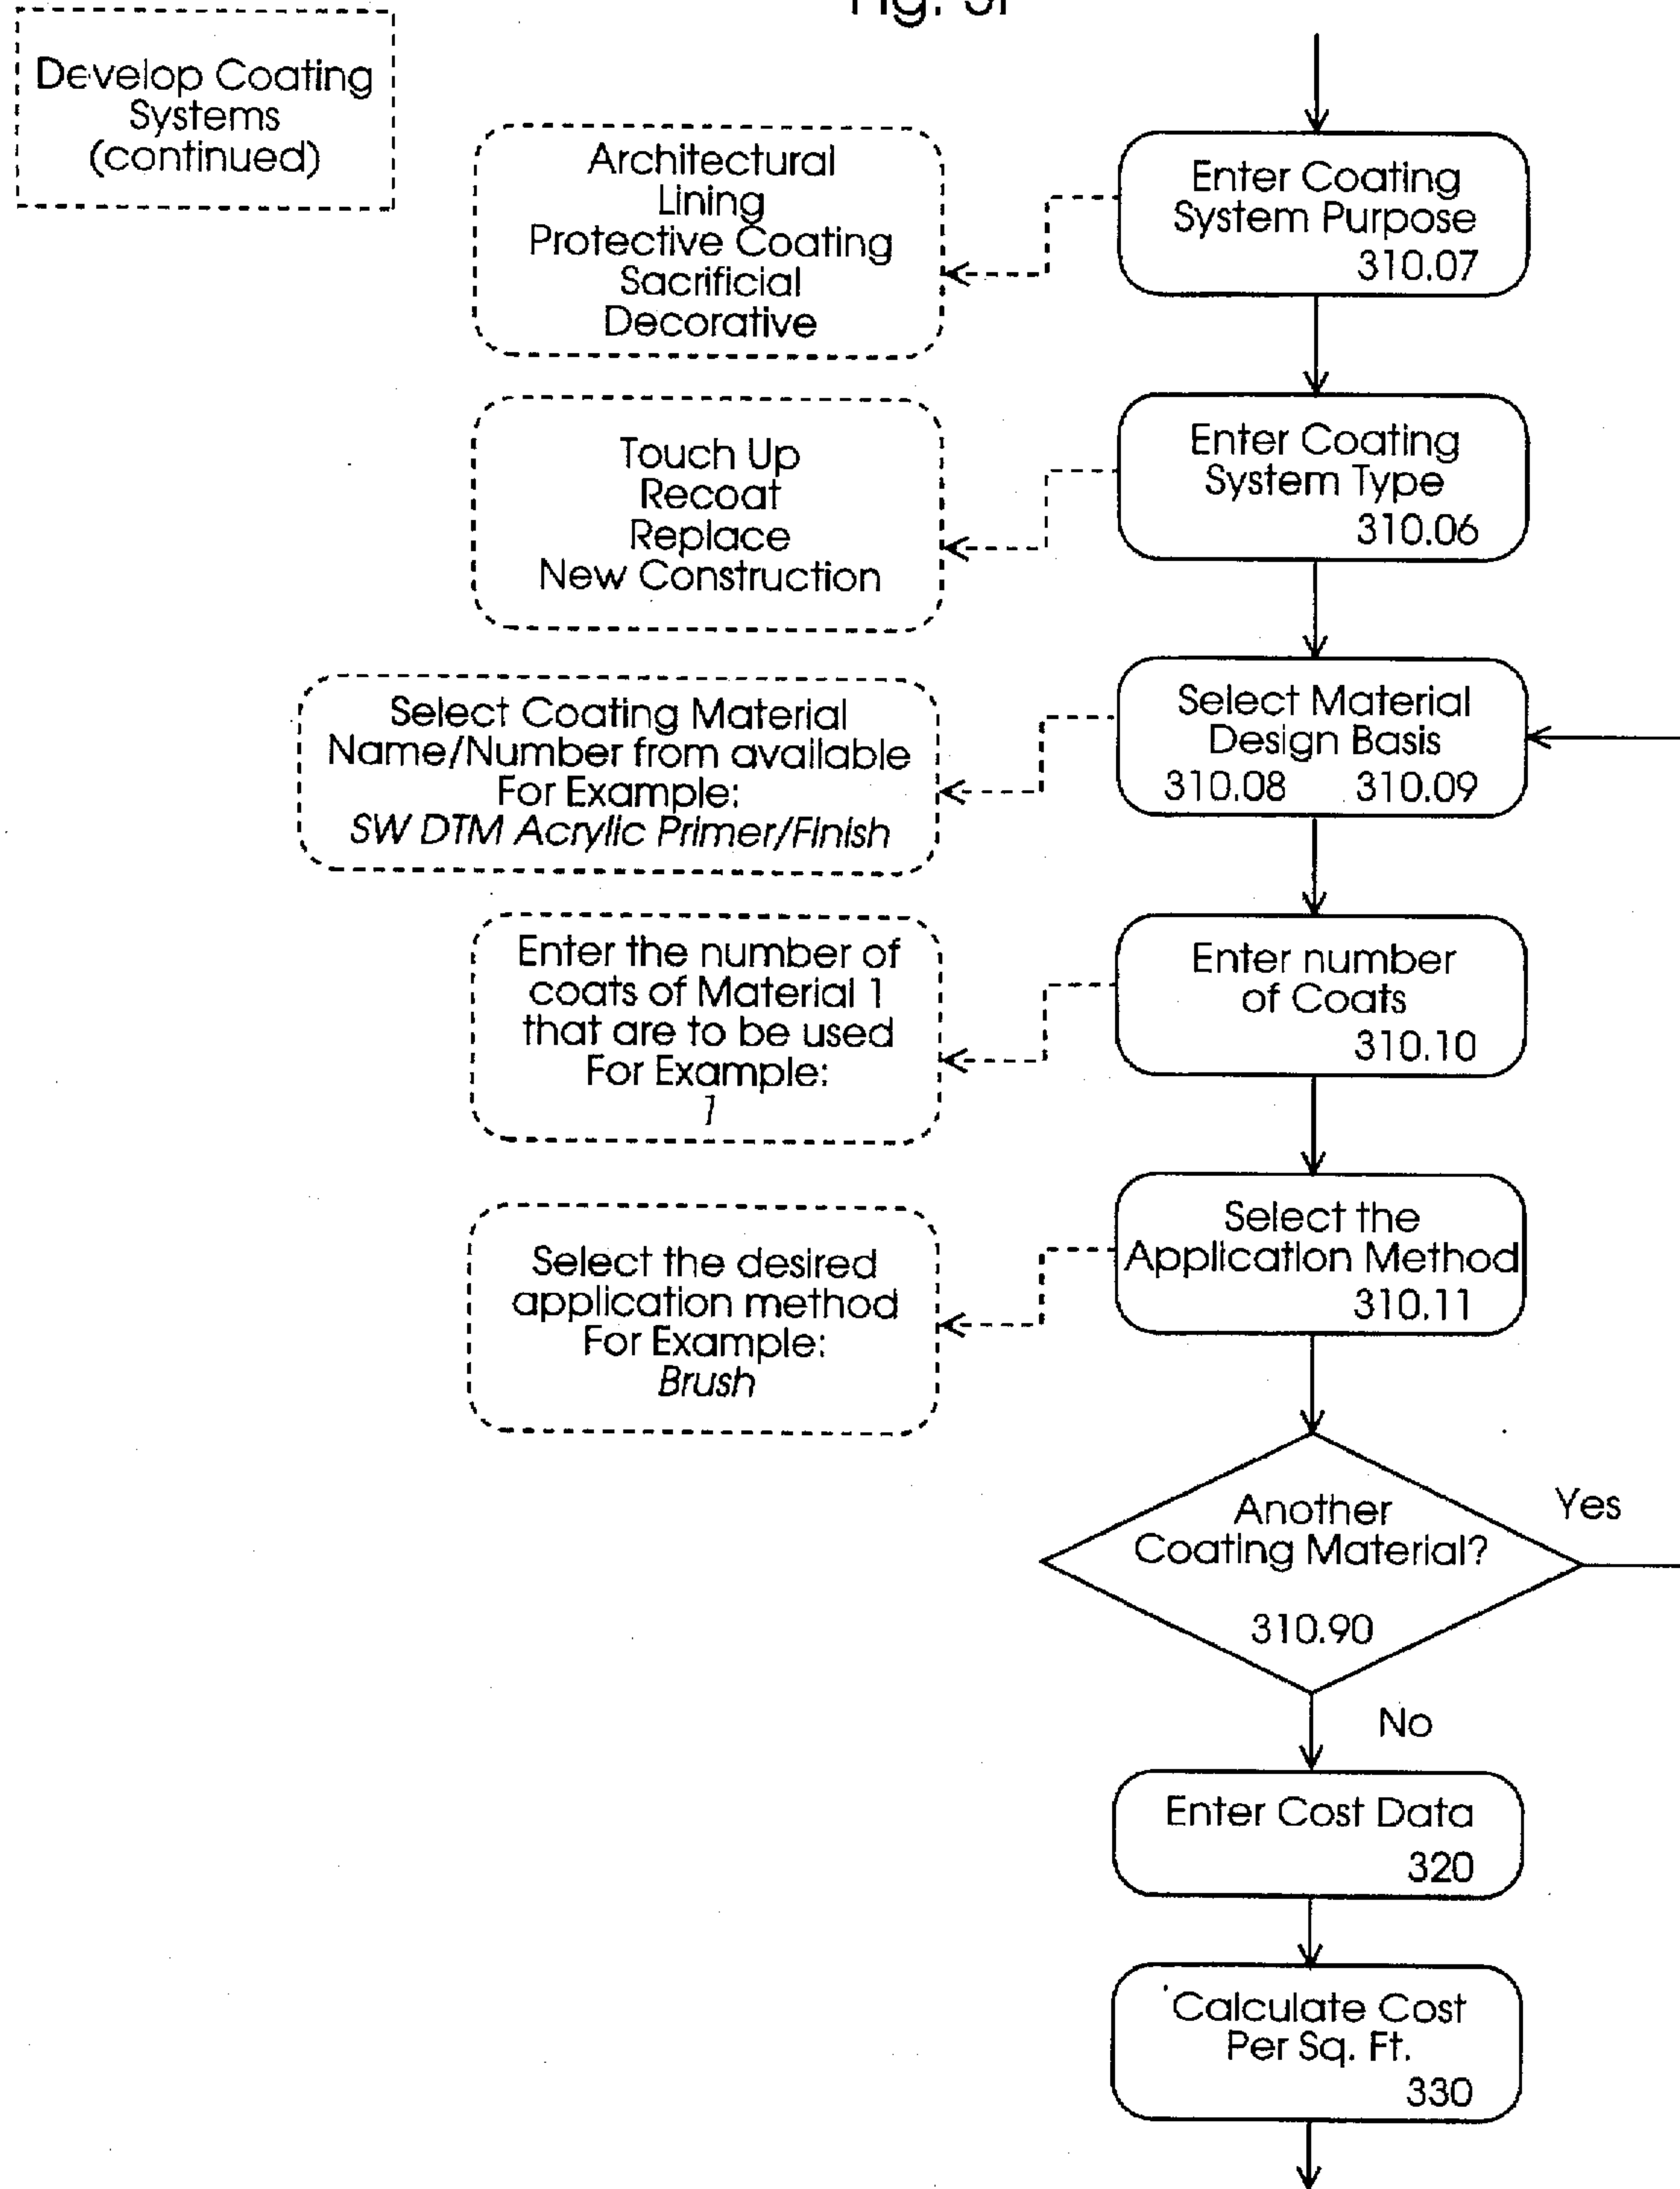 Develop Coating
Systems
(continued)
Architectural
Lining
Protective Coating
Sacrificial
Decorative
Enter Coating
System Purpose
310.07
Touch Up
Recoat
Replace
New Construction
Enter Coating
System Type
310.06
Select Coating Material
Name/Number from available
For Example:
SW DTM Acrylic Primer/Finish
Select Material
Design Basis
310.08 310.09
Enter the number of
coats of Material 1
that are to be used
For Example:
1
Enter number
of Coats
310.10
Select the desired
application method
For Example:
Brush
Select the
Application Method
310.11
Another
Coating Material?
310.90
Yes
No
Enter Cost Data
320
Calculate Cost
Per Sq. Ft.
330